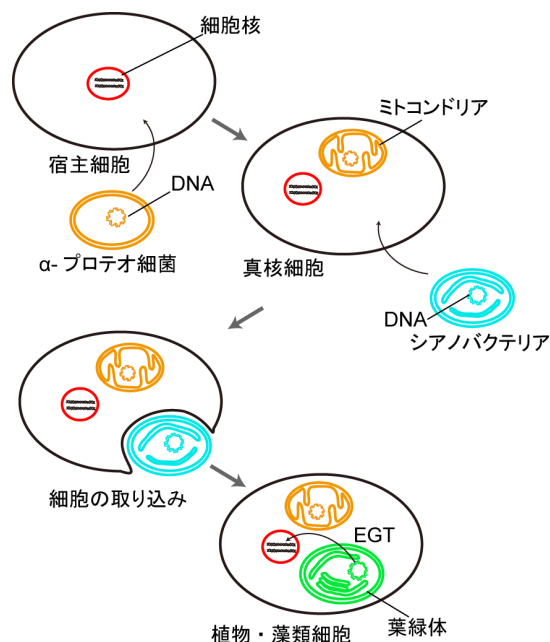 細胞核
宿主細胞
DNA
α-プロテオ細菌
ミトコンドリア
真核細胞
DNA
シアノバクテリア
細胞の取り込み
EGT
葉緑体
植物・藻類細胞